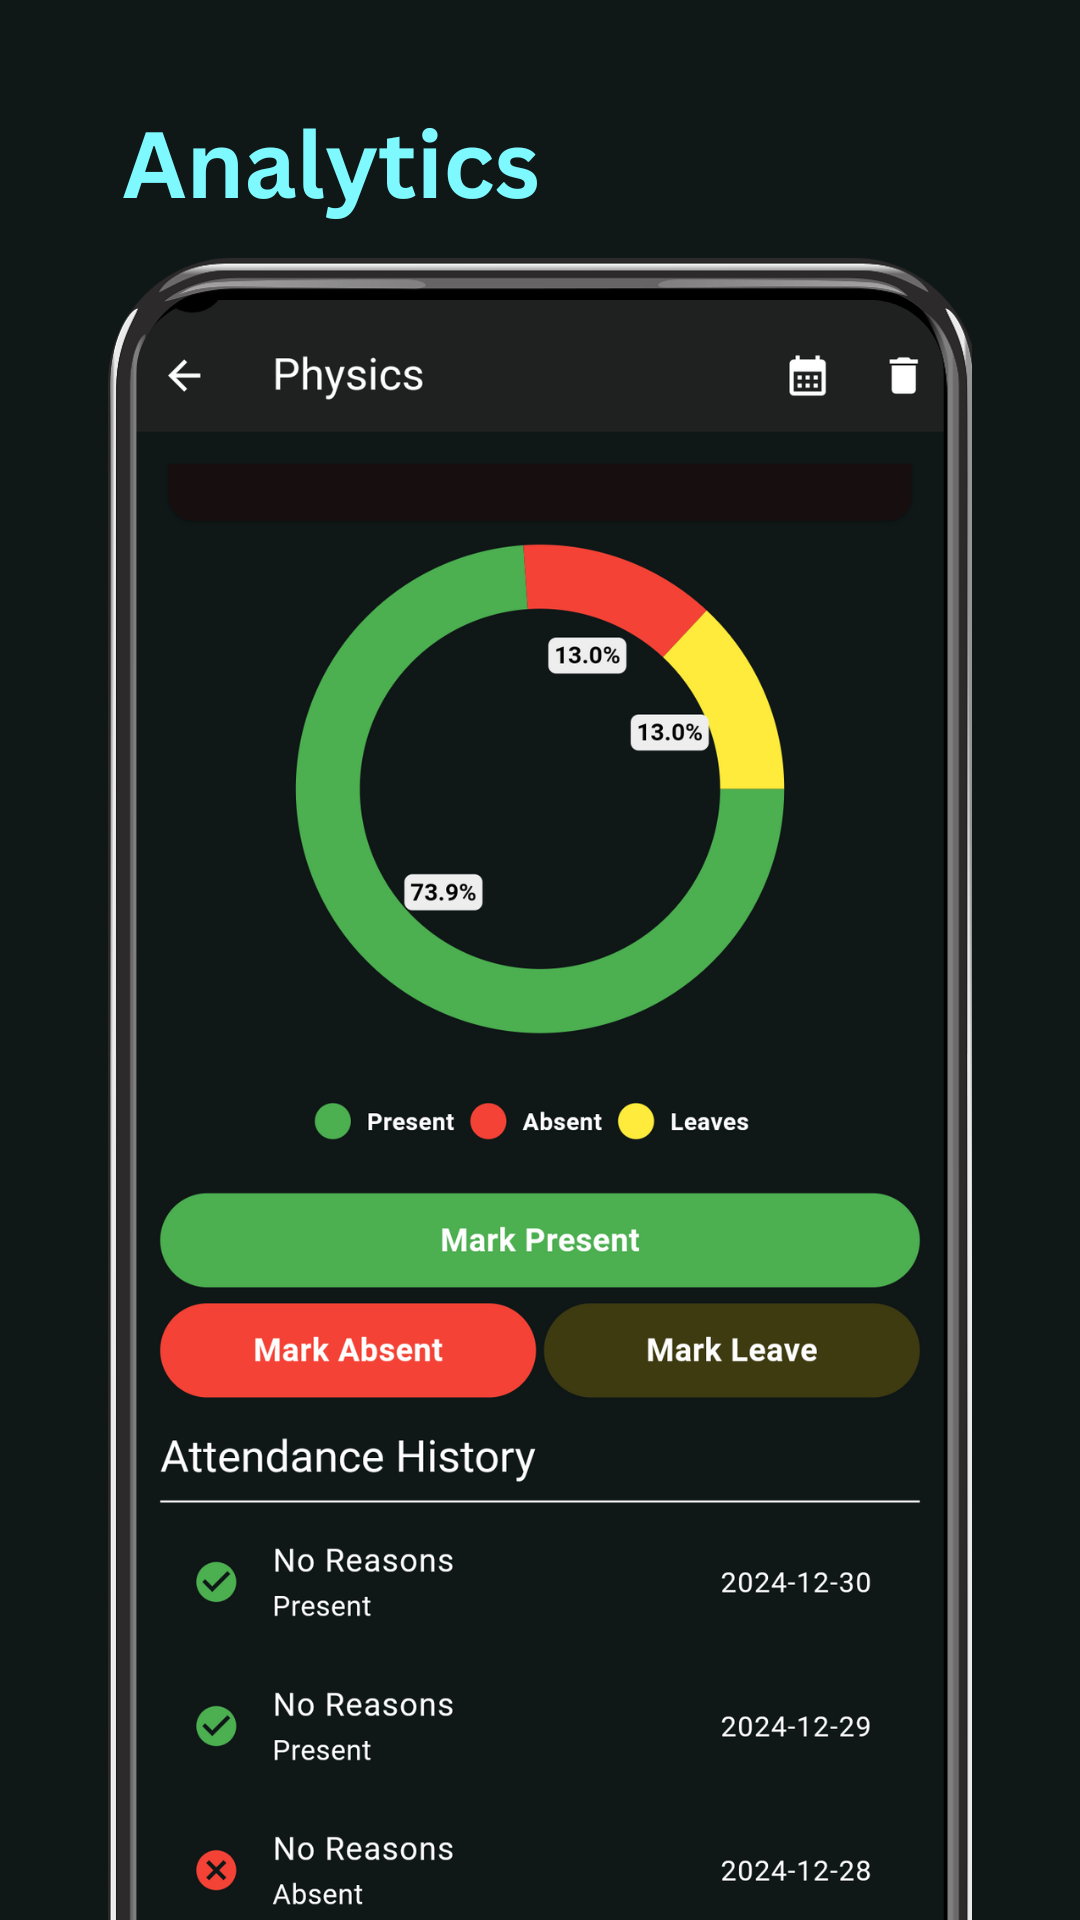 Analytics
Physics
13.0%
13.0%
73.9%
Present Absent Leaves
Mark Present
Mark Absent Mark Leave
Attendance History
No Reasons
Present
2024-12-30
No Reasons
Present
2024-12-29
No Reasons
Absent
2024-12-28